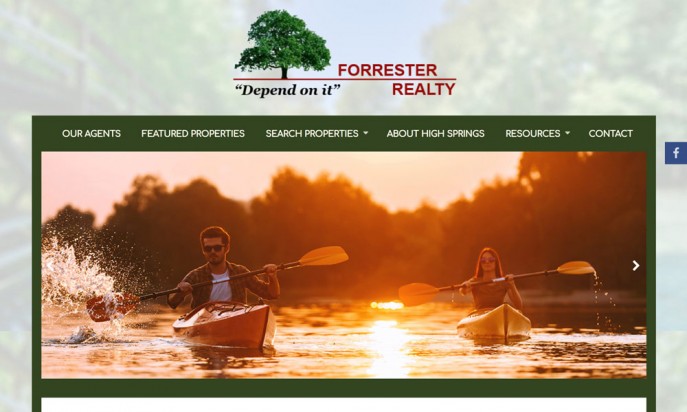 FORRESTER
"Depend on it" REALTY
OUR AGENTS FEATURED PROPERTIES SEARCH PROPERTIES ABOUT HIGH SPRINGS RESOURCES CONTACT
f